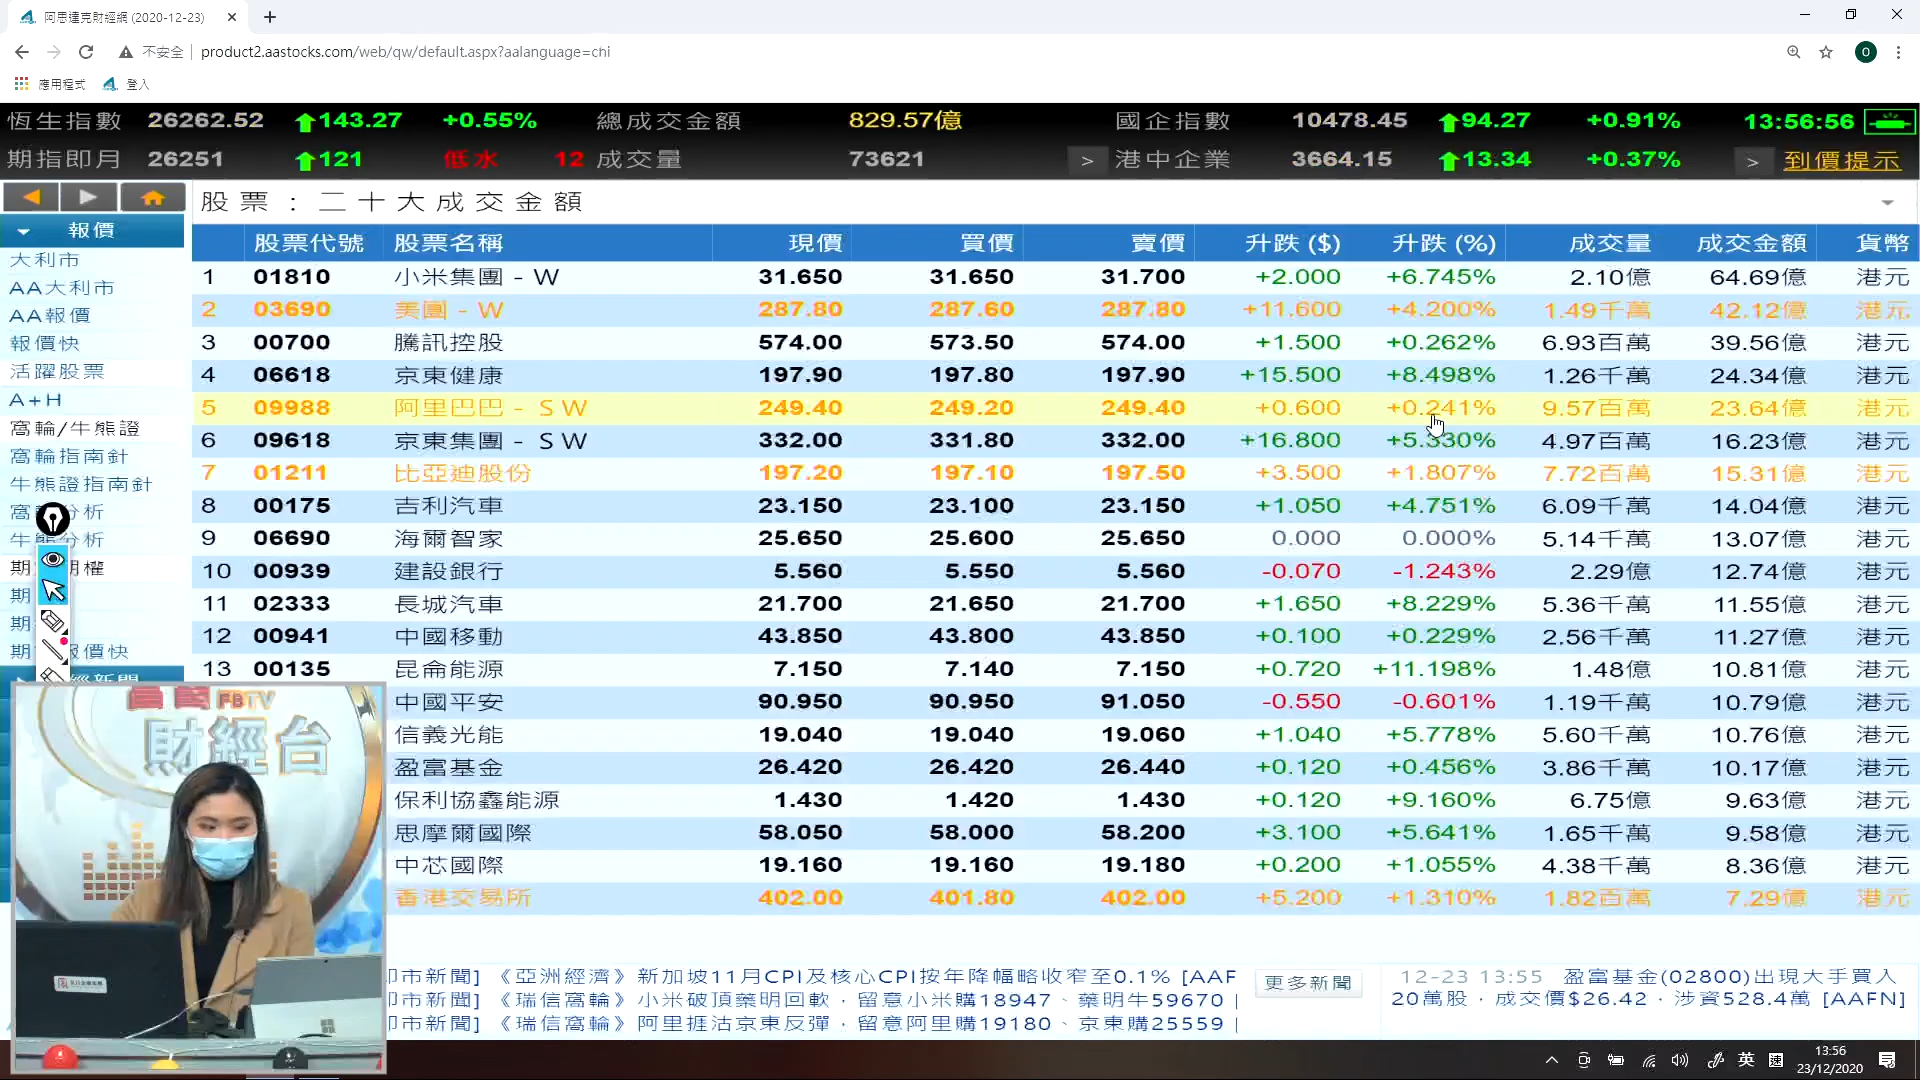 阿思達克財經網 (2020-12-23)
不安全 product2.aastocks.com/web/qw/default.aspx?aalanguage=chi
O
應用程式 登入
恆生指數 26262.52 143.27 +0.55% 總成交金額 829.57億 國企指數 10478.45 94.27 +0.91% 13:56:56
期指即月 26251 121 低水 12 成交量 73621 > 港中企業 3664.15 13.34 +0.37% > 到價提示
股票：二十大成交金額
報價
大利市
AA大利市
AA報價
報價快
活躍股票
A+H
窩輪/牛熊證
窩輪指南針
牛熊證指南針
窩 分析
牛熊分析
期 期權
期
期
期 報價快
經新聞
股票代號 股票名稱 現價 買價 賣價 升跌 ($) 升跌 (%) 成交量 成交金額 貨幣
1 01810 小米集團－W 31.650 31.650 31.700 +2.000 +6.745% 2.10億 64.69億 港元
2 03690 美團－W 287.80 287.60 287.80 +11.600 +4.200% 1.49千萬 42.12億 港元
3 00700 騰訊控股 574.00 573.50 574.00 +1.500 +0.262% 6.93百萬 39.56億 港元
4 06618 京東健康 197.90 197.80 197.90 +15.500 +8.498% 1.26千萬 24.34億 港元
5 09988 阿里巴巴－ＳＷ 249.40 249.20 249.40 +0.600 +0.241% 9.57百萬 23.64億 港元
6 09618 京東集團－ＳＷ 332.00 331.80 332.00 +16.800 +5.330% 4.97百萬 16.23億 港元
7 01211 比亞迪股份 197.20 197.10 197.50 +3.500 +1.807% 7.72百萬 15.31億 港元
8 00175 吉利汽車 23.150 23.100 23.150 +1.050 +4.751% 6.09千萬 14.04億 港元
9 06690 海爾智家 25.650 25.600 25.650 0.000 0.000% 5.14千萬 13.07億 港元
10 00939 建設銀行 5.560 5.550 5.560 -0.070 -1.243% 2.29億 12.74億 港元
11 02333 長城汽車 21.700 21.650 21.700 +1.650 +8.229% 5.36千萬 11.55億 港元
12 00941 中國移動 43.850 43.800 43.850 +0.100 +0.229% 2.56千萬 11.27億 港元
13 00135 昆侖能源 7.150 7.140 7.150 +0.720 +11.198% 1.48億 10.81億 港元
中國平安 90.950 90.950 91.050 -0.550 -0.601% 1.19千萬 10.79億 港元
信義光能 19.040 19.040 19.060 +1.040 +5.778% 5.60千萬 10.76億 港元
盈富基金 26.420 26.420 26.440 +0.120 +0.456% 3.86千萬 10.17億 港元
保利協鑫能源 1.430 1.420 1.430 +0.120 +9.160% 6.75億 9.63億 港元
思摩爾國際 58.050 58.000 58.200 +3.100 +5.641% 1.65千萬 9.58億 港元
中芯國際 19.160 19.160 19.180 +0.200 +1.055% 4.38千萬 8.36億 港元
香港交易所 402.00 401.80 402.00 +5.200 +1.310% 1.82百萬 7.29億 港元
FBTV
財經台
即市新聞] 《亞洲經濟》新加坡11月CPI及核心CPI按年降幅略收窄至0.1% [AAF
即市新聞] 《瑞信窩輪》小米破頂藥明回軟，留意小米購18947、藥明牛59670 |
即市新聞] 《瑞信窩輪》阿里捱沽京東反彈，留意阿里購19180、京東購25559 |
更多新聞
12-23 13:55 盈富基金(02800)出現大手買入
20萬股，成交價$26.42，涉資528.4萬 [AAFN]
英 速 13:56
23/12/2020